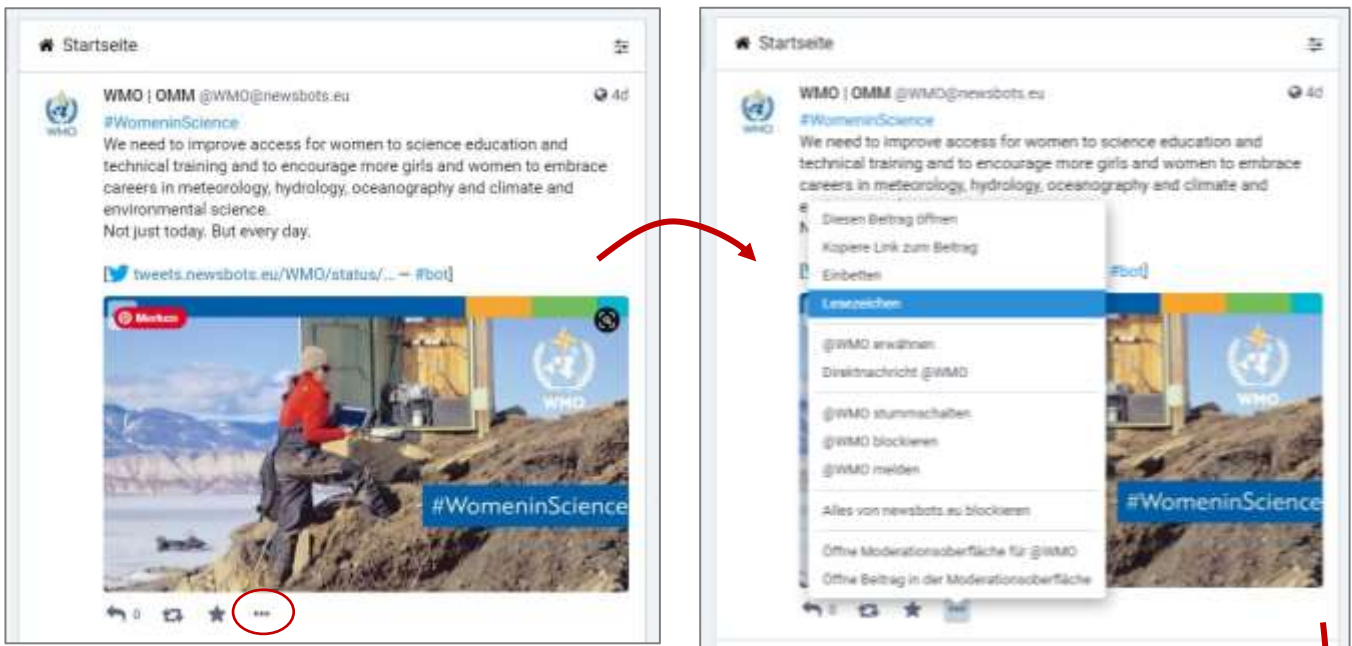 Startseite
WMO | OMM @WMO@newsbots.eu 4d
WMO
#WomeninScience
We need to improve access for women to science education and
technical training and to encourage more girls and women to embrace
careers in meteorology, hydrology, oceanography and climate and
environmental science.
Not just today. But every day.
[ tweets.newsbots.eu/WMO/status/... — #bot]
Merken
WMO
#WomeninScience
0
Startseite
WMO | OMM @WMO@newsbots.eu 4d
WMO
#WomeninScience
We need to improve access for women to science education and
technical training and to encourage more girls and women to embrace
careers in meteorology, hydrology, oceanography and climate and
e
N
[ #bot]
Diesen Beitrag öffnen
Kopiere Link zum Beitrag
Einbetten
Lesezeichen
@WMO erwähnen
Direktnachricht @WMO
@WMO stummschalten
@WMO blockieren
@WMO melden
Alles von newsbots.eu blockieren
Öffne Moderationsoberfläche für @WMO
Öffne Beitrag in der Moderationsoberfläche
WMO
#WomeninScience
0